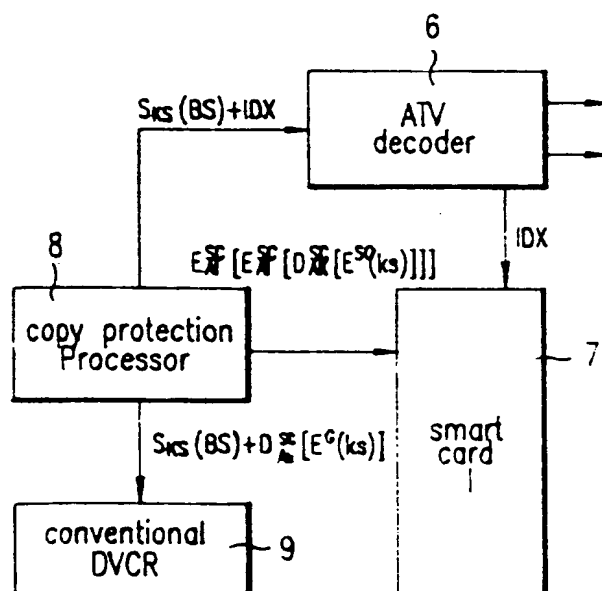 6
ATV
decoder
SKS(BS)+IDX
IDX
8
copy protection
Processor
7
smart
card
SKS(BS)+D [E^G(ks)]
conventional
DVCR
9